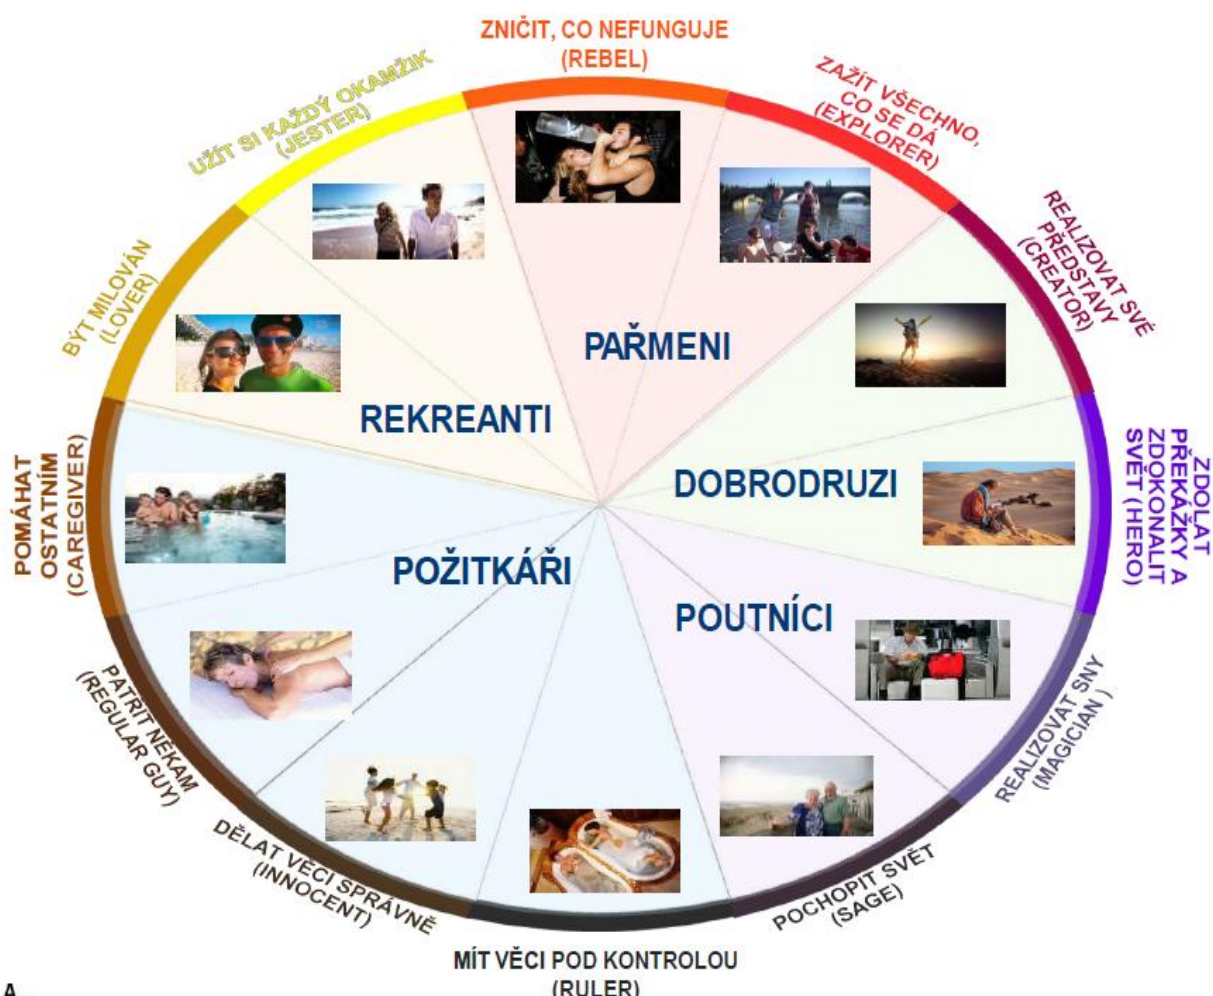 ZNIČIT, CO NEFUNGUJE
(REBEL)
ZAŽÍT VŠECHNO,
CO SE DÁ
(EXPLORER)
REALIZOVAT SVÉ
PŘEDSTAVY
(CREATOR)
ZDOLAT
PŘEKÁŽKY A
ZDOKONALIT
SVĚT (HERO)
REALIZOVAT SNY
(MAGICIAN )
POCHOPIT SVĚT
(SAGE)
MÍT VĚCI POD KONTROLOU
(RULER)
DĚLAT VĚCI SPRÁVNĚ
(INNOCENT)
PATŘIT NĚKAM
(REGULAR GUY)
POMÁHAT
OSTATNÍM
(CAREGIVER)
BÝT MILOVÁN
(LOVER)
UŽÍT SI KAŽDÝ OKAMŽIK
(JESTER)
PAŘMENI
REKREANTI
DOBRODRUZI
POŽITKÁŘI
POUTNÍCI
A